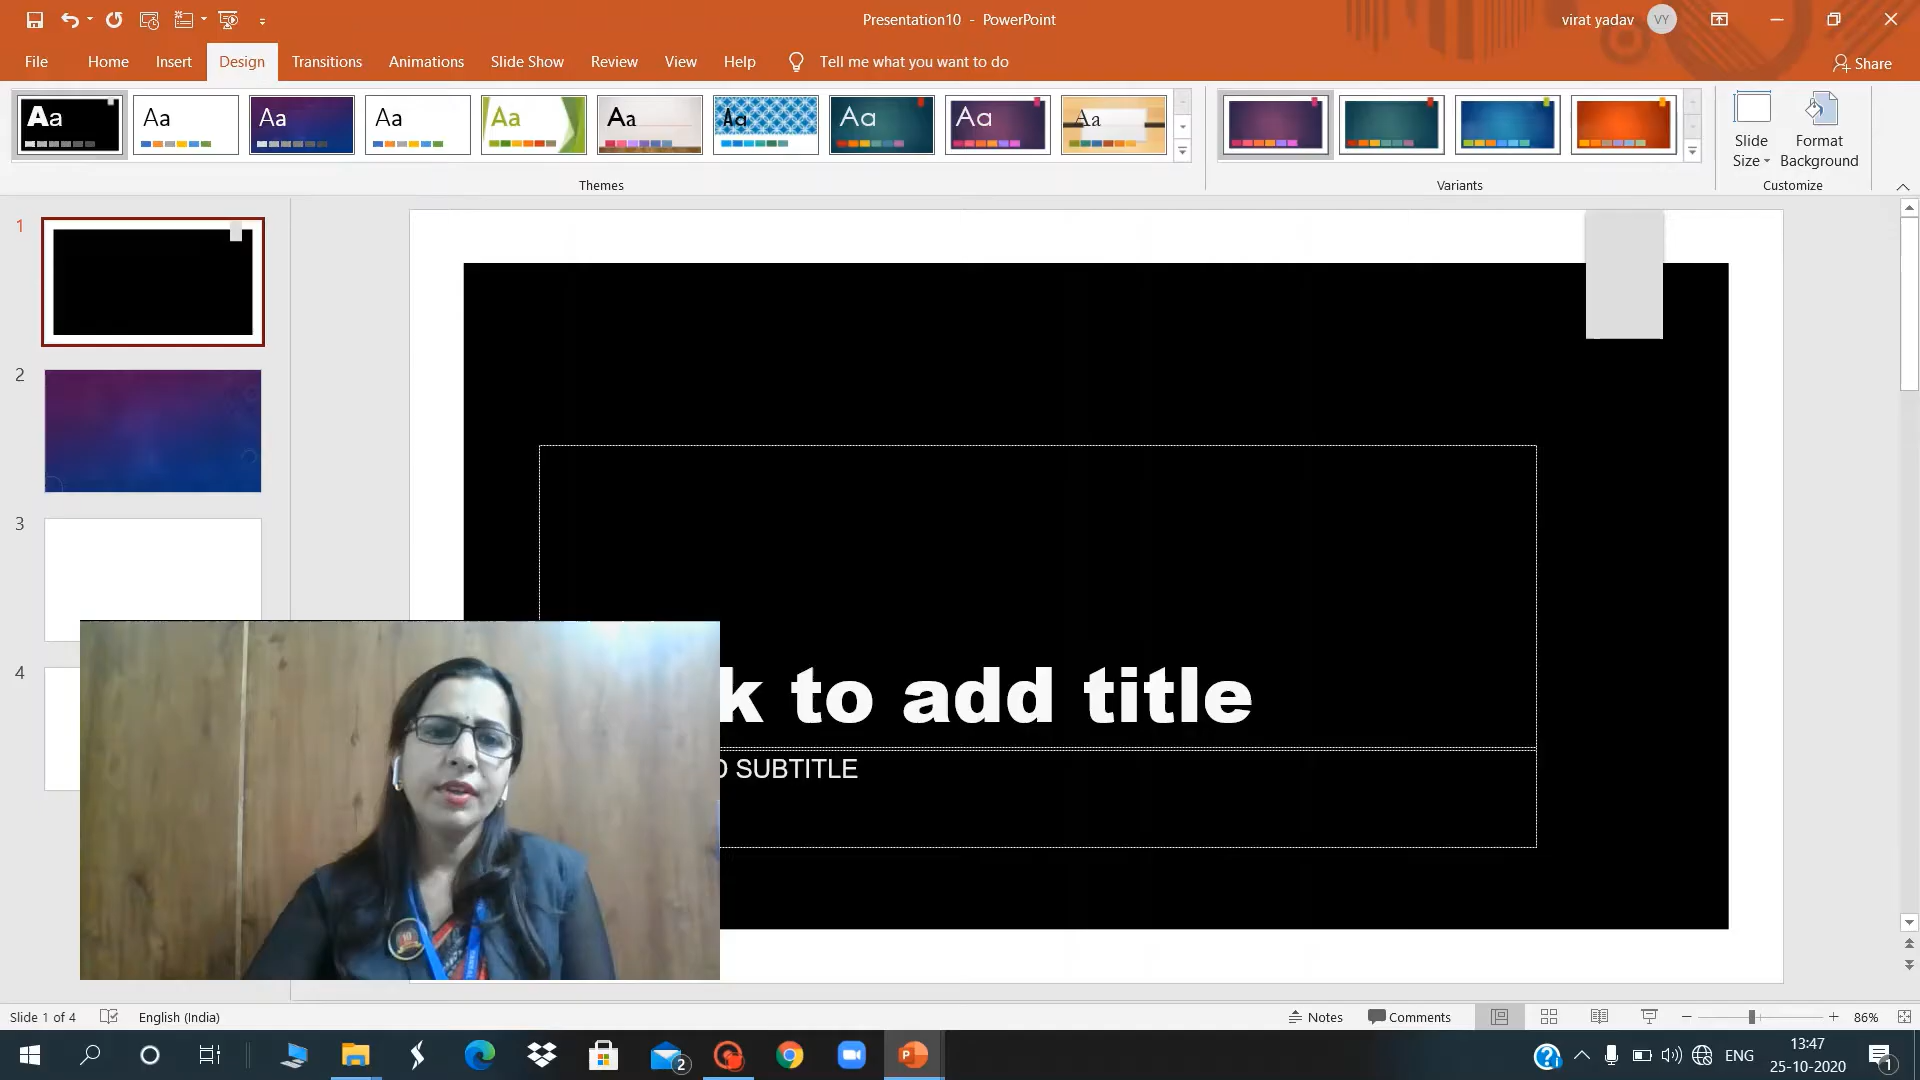 Presentation10 - PowerPoint
virat yadav
VY
File
Home
Insert
Design
Transitions
Animations
Slide Show
Review
View
Help
Tell me what you want to do
Share
Aa
Aa
Aa
Aa
Aa
Aa
Aa
Aa
Aa
Aa
Slide
Size
Format
Background
Themes
Variants
Customize
1
2
3
4
k to add title
SUBTITLE
Slide 1 of 4
English (India)
Notes
Comments
86%
2
P
ENG
13:47
25-10-2020
1